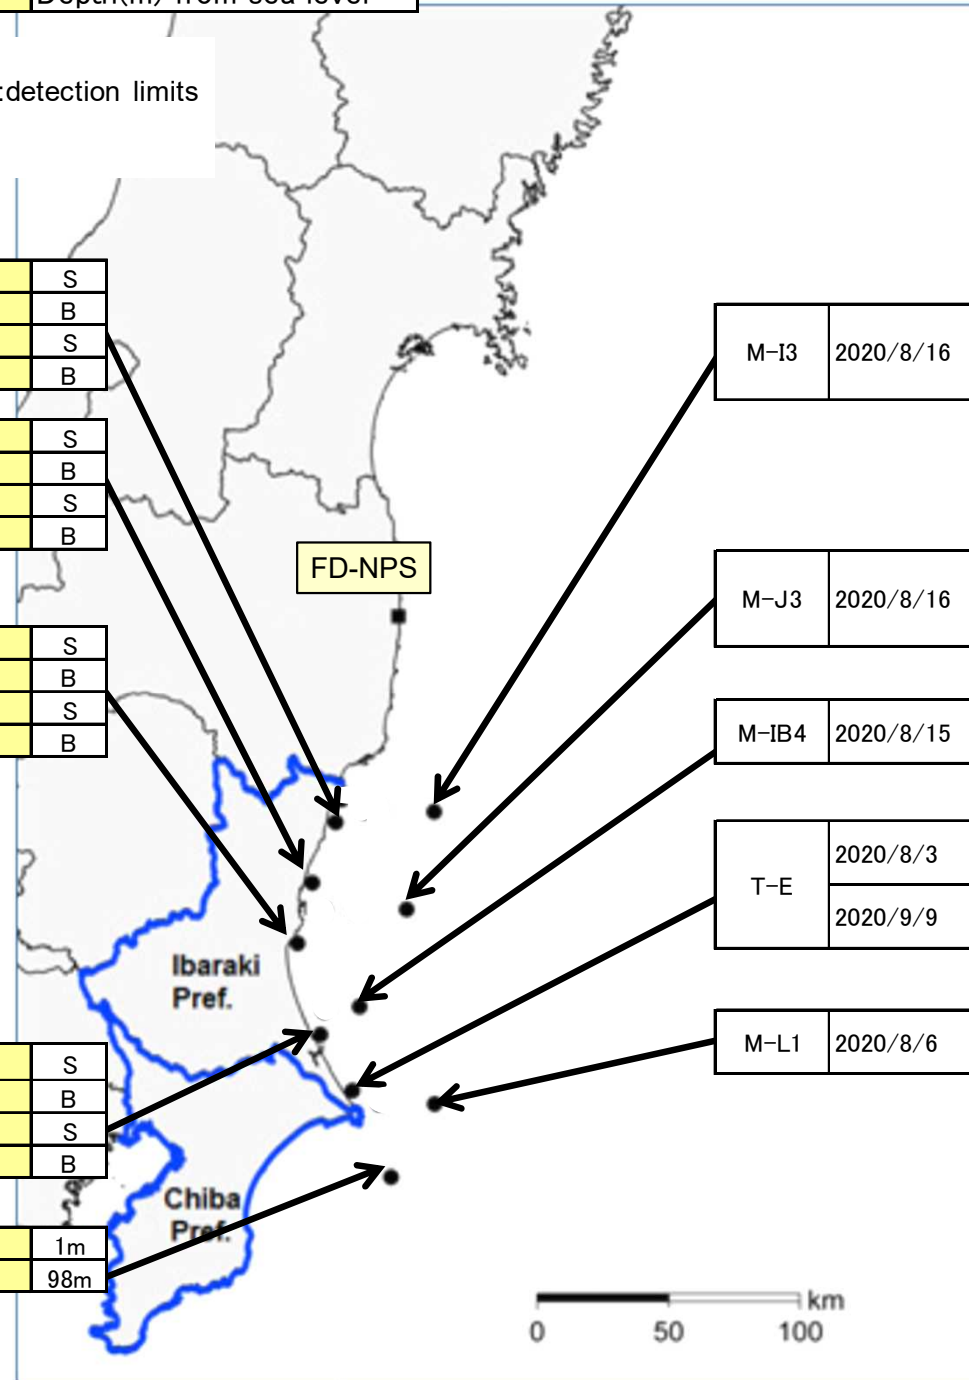 Depth(m) from sea level
:detection limits
S
B
S
B
S
B
S
B
S
B
S
B
S
B
S
B
1m
98m
FD-NPS
Ibaraki
Pref.
Chiba
Pref.
M-I3 2020/8/16
M-J3 2020/8/16
M-IB4 2020/8/15
T-E 2020/8/3
2020/9/9
M-L1 2020/8/6
km
0 50 100